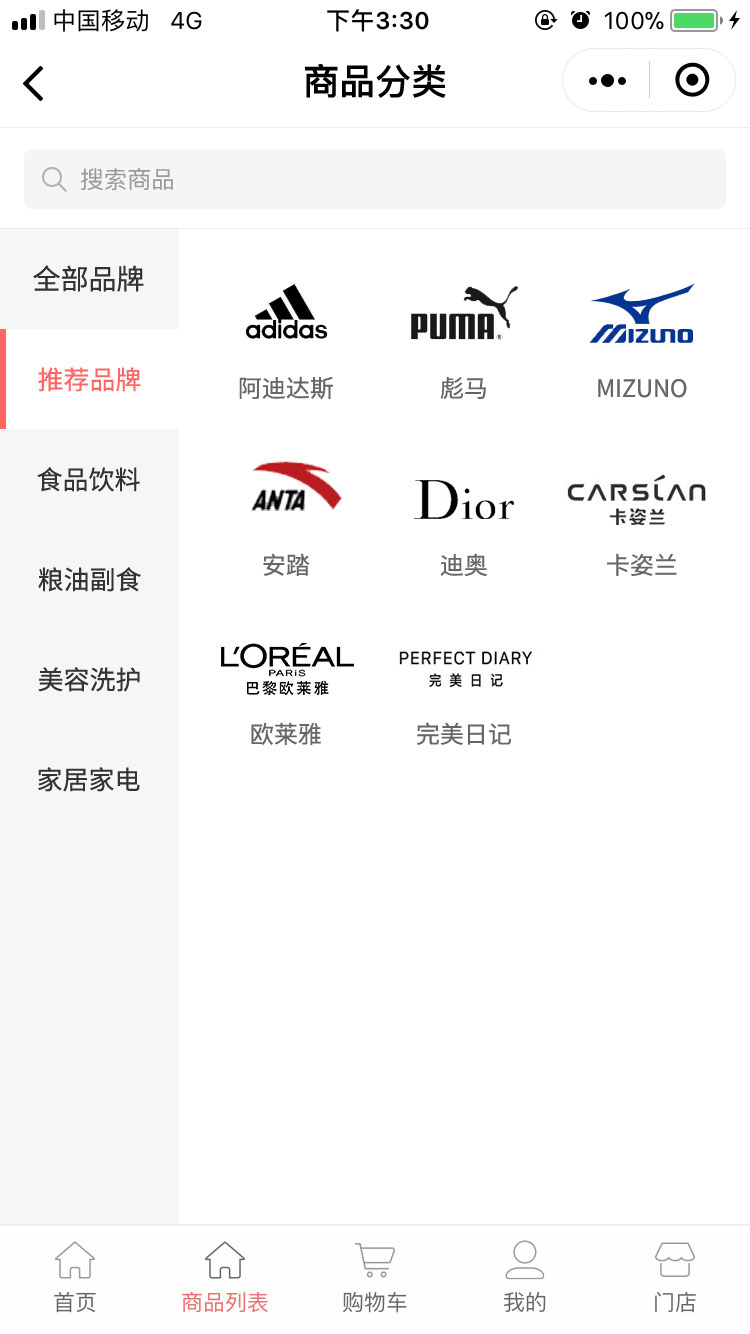 中国移动 4G 下午3:30 100%
商品分类
搜索商品
全部品牌
推荐品牌
食品饮料
粮油副食
美容洗护
家居家电
adidas
阿迪达斯
PUMA
彪马
MIZUNO
MIZUNO
ANTA
安踏
Dior
迪奥
CARSLAN
卡姿兰
卡姿兰
L'ORÉAL
PARIS
巴黎欧莱雅
欧莱雅
PERFECT DIARY
完美日记
完美日记
首页
商品列表
购物车
我的
门店